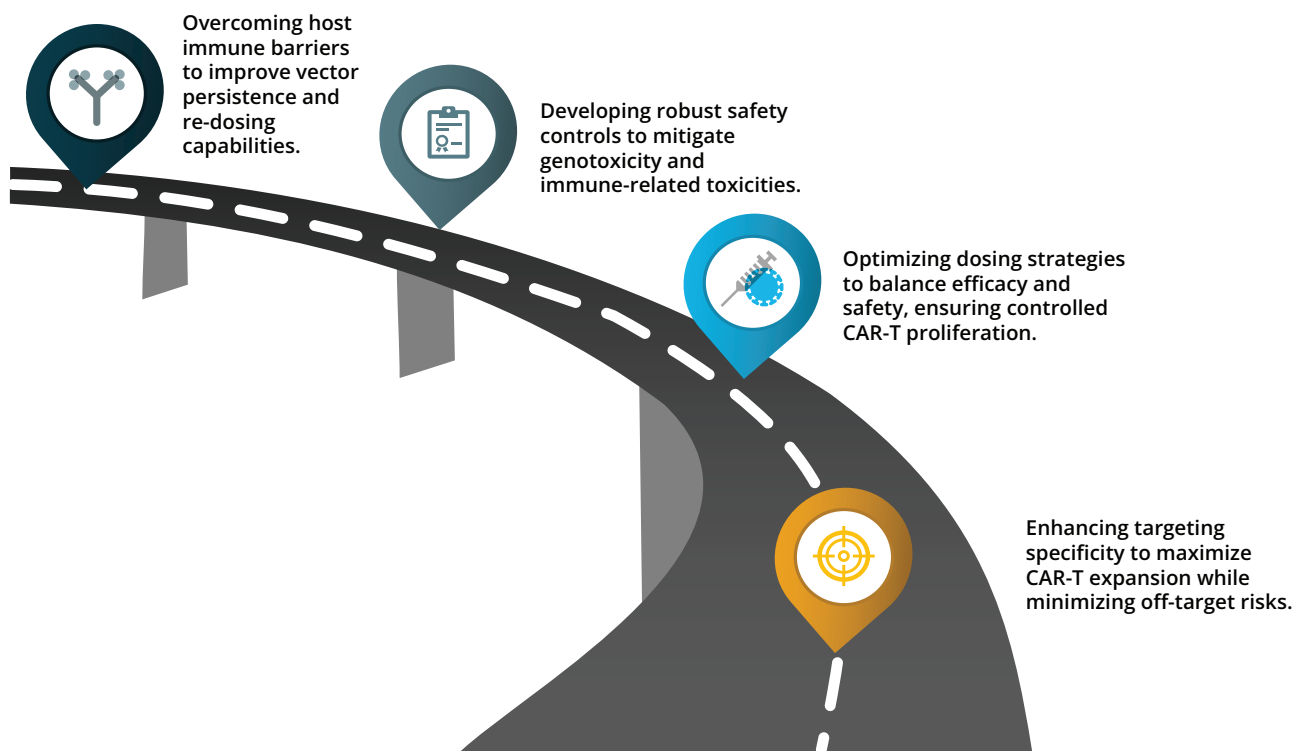 Overcoming host
immune barriers
to improve vector
persistence and
re-dosing
capabilities.
Developing robust safety
controls to mitigate
genotoxicity and
immune-related toxicities.
Optimizing dosing strategies
to balance efficacy and
safety, ensuring controlled
CAR-T proliferation.
Enhancing targeting
specificity to maximize
CAR-T expansion while
minimizing off-target risks.